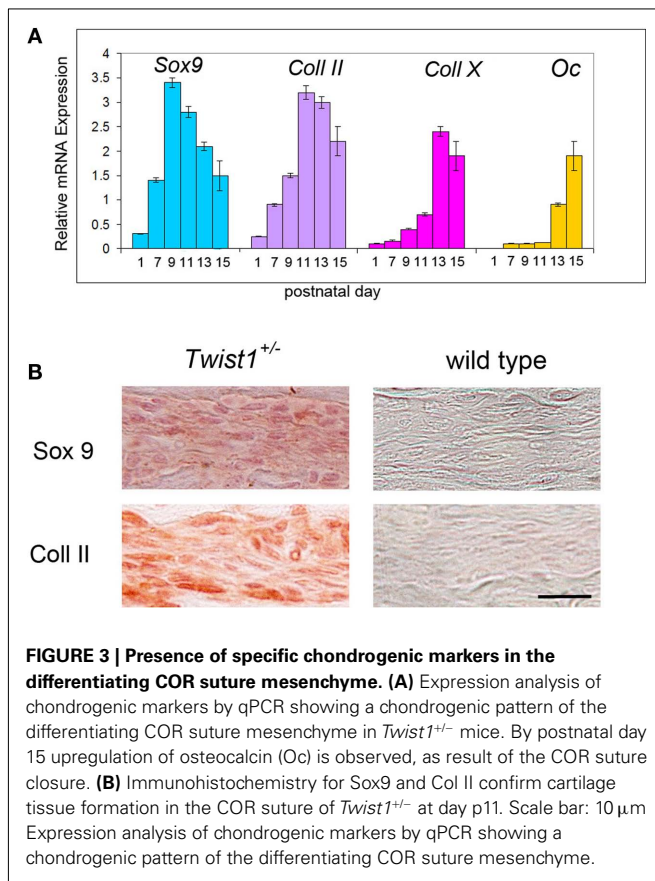 A
Sox9 Coll II Coll X Oc
Relative mRNA Expression
4
3.5
3
2.5
2
1.5
1
0.5
0
1 7 9 11 13 15 1 7 9 11 13 15 1 7 9 11 13 15 1 7 9 11 13 15
postnatal day
B
Twist1+/- wild type
Sox 9
Coll II
FIGURE 3 | Presence of specific chondrogenic markers in the
differentiating COR suture mesenchyme. (A) Expression analysis of
chondrogenic markers by qPCR showing a chondrogenic pattern of the
differentiating COR suture mesenchyme in Twist1+/− mice. By postnatal day
15 upregulation of osteocalcin (Oc) is observed, as result of the COR suture
closure. (B) Immunohistochemistry for Sox9 and Col II confirm cartilage
tissue formation in the COR suture of Twist1+/− at day p11. Scale bar: 10 μm
Expression analysis of chondrogenic markers by qPCR showing a
chondrogenic pattern of the differentiating COR suture mesenchyme.